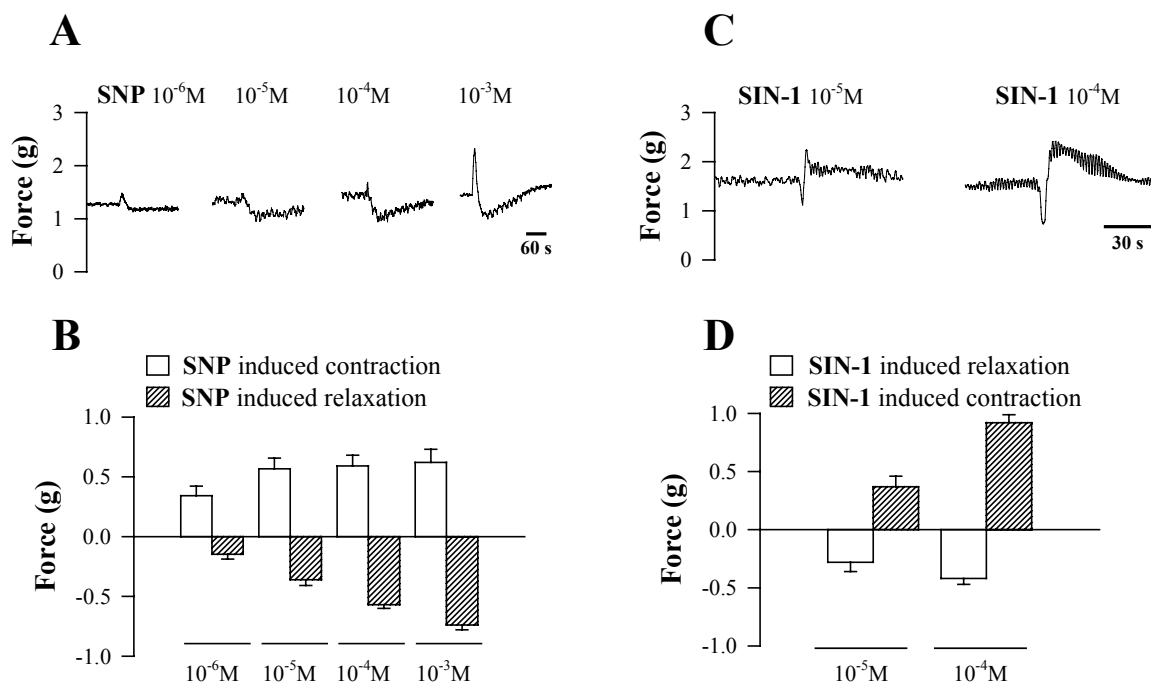 A
SNP 10⁻⁶M 10⁻⁵M 10⁻⁴M 10⁻³M
Force (g)
3
2
1
0
60 s
B
SNP induced contraction
SNP induced relaxation
Force (g)
1.0
0.5
0.0
-0.5
-1.0
10⁻⁶M 10⁻⁵M 10⁻⁴M 10⁻³M
C
SIN-1 10⁻⁵M SIN-1 10⁻⁴M
Force (g)
3
2
1
0
30 s
D
SIN-1 induced relaxation
SIN-1 induced contraction
Force (g)
1.0
0.5
0.0
-0.5
-1.0
10⁻⁵M 10⁻⁴M